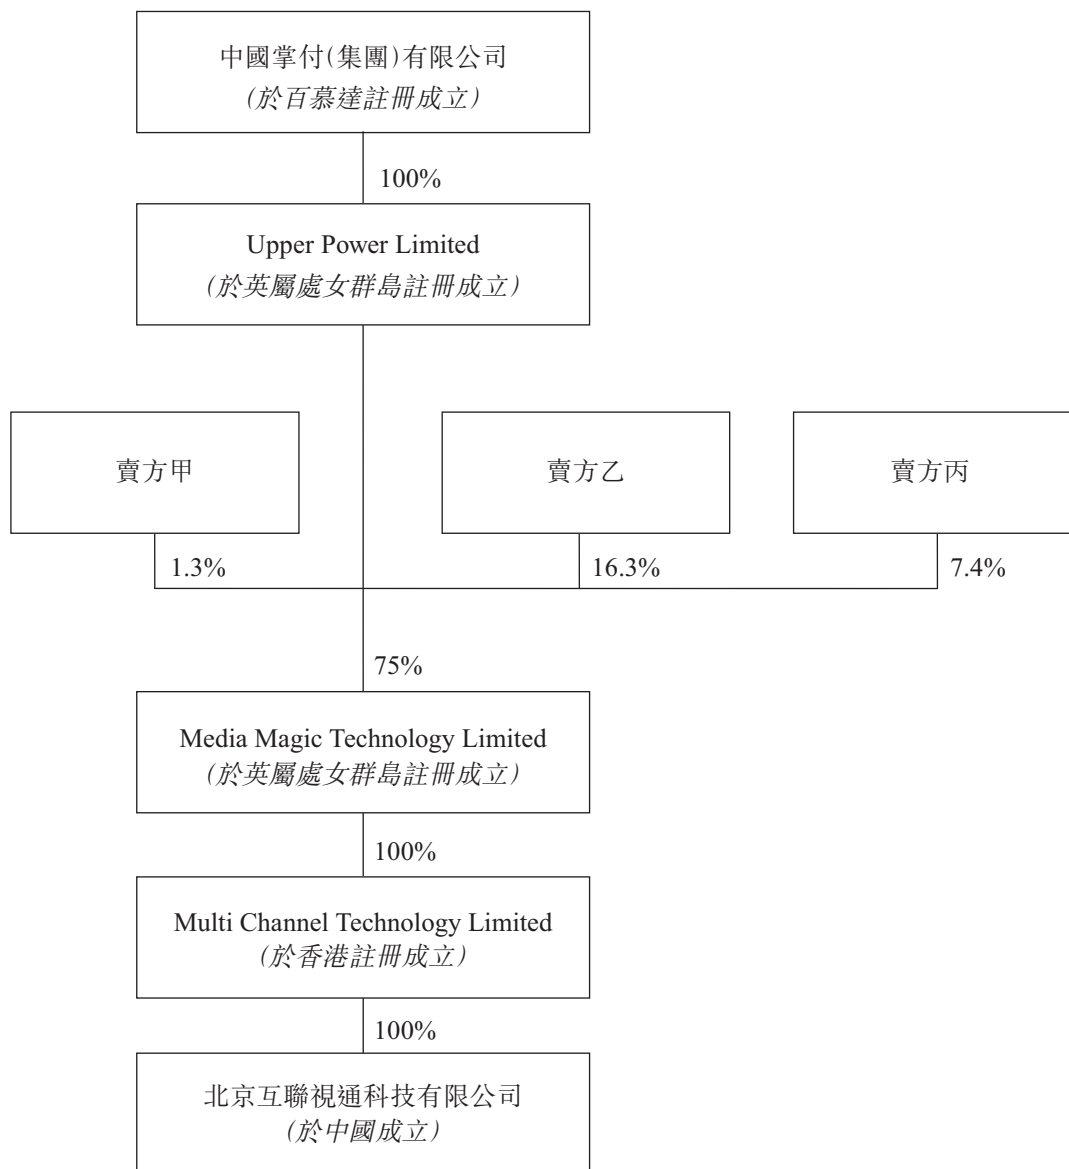 中國掌付(集團)有限公司
(於百慕達註冊成立)
100%
Upper Power Limited
(於英屬處女群島註冊成立)
賣方甲
賣方乙
賣方丙
1.3%
16.3%
7.4%
75%
Media Magic Technology Limited
(於英屬處女群島註冊成立)
100%
Multi Channel Technology Limited
(於香港註冊成立)
100%
北京互聯視通科技有限公司
(於中國成立)